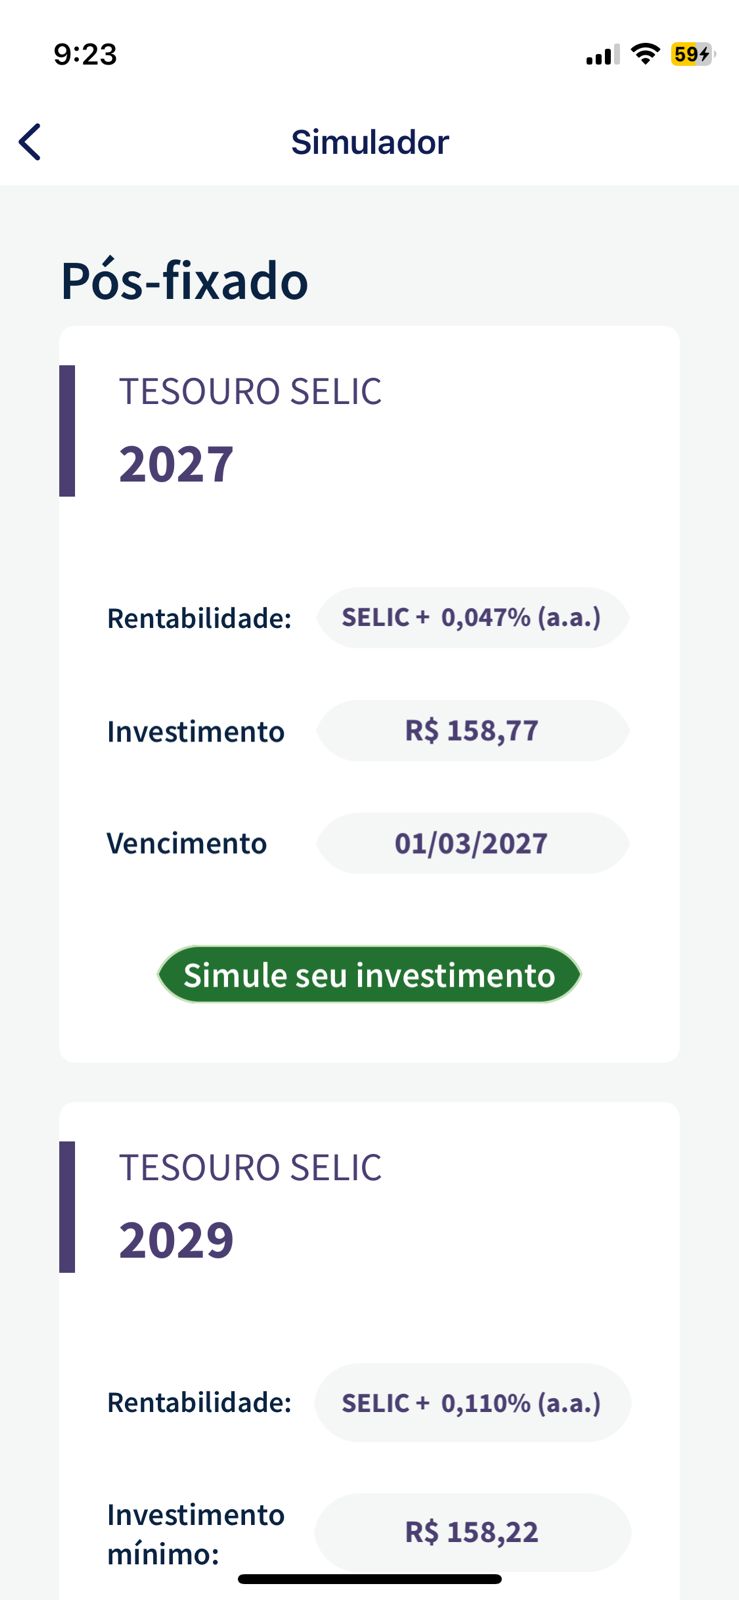 9:23
59
Simulador
Pós-fixado
TESOURO SELIC
2027
Rentabilidade: SELIC + 0,047% (a.a.)
Investimento R$ 158,77
Vencimento 01/03/2027
Simule seu investimento
TESOURO SELIC
2029
Rentabilidade: SELIC + 0,110% (a.a.)
Investimento
mínimo: R$ 158,22